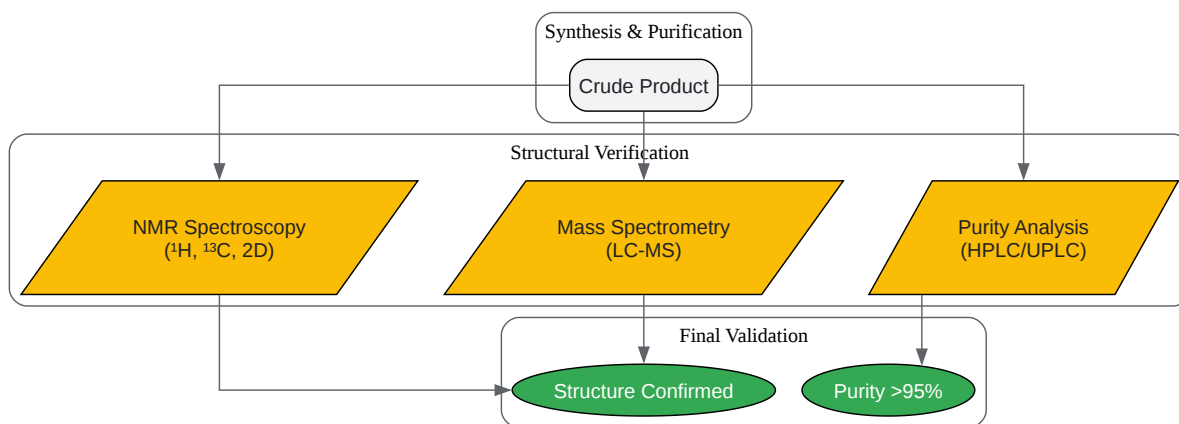 Synthesis & Purification
Crude Product
Structural Verification
NMR Spectroscopy
(¹H, ¹³C, 2D)
Mass Spectrometry
(LC-MS)
Purity Analysis
(HPLC/UPLC)
Final Validation
Structure Confirmed
Purity >95%